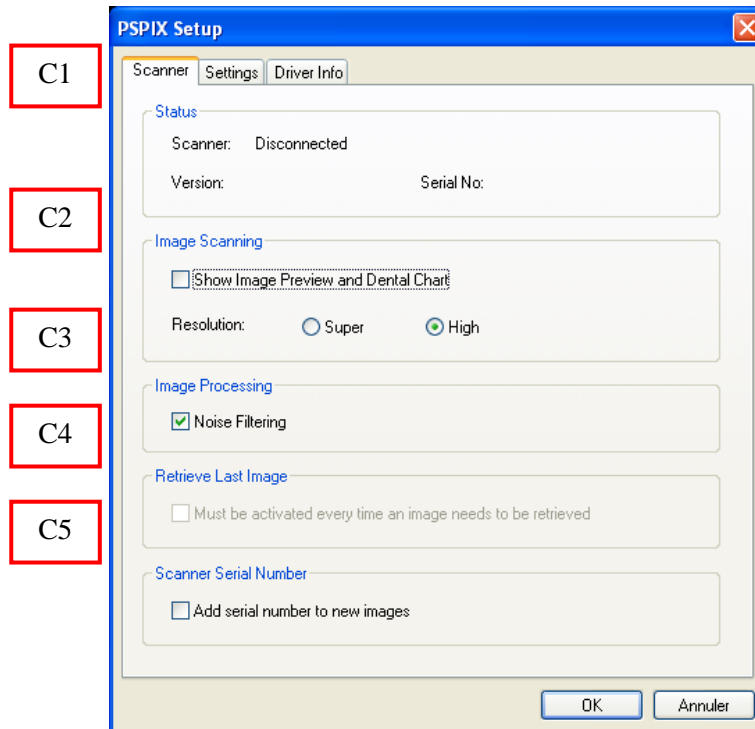 PSPIX Setup
C1
Scanner Settings Driver Info
Status
Scanner: Disconnected
Version: Serial No:
C2
Image Scanning
Show Image Preview and Dental Chart
C3
Resolution: Super High
Image Processing
C4
Noise Filtering
Retrieve Last Image
C5
Must be activated every time an image needs to be retrieved
Scanner Serial Number
Add serial number to new images
OK Annuler